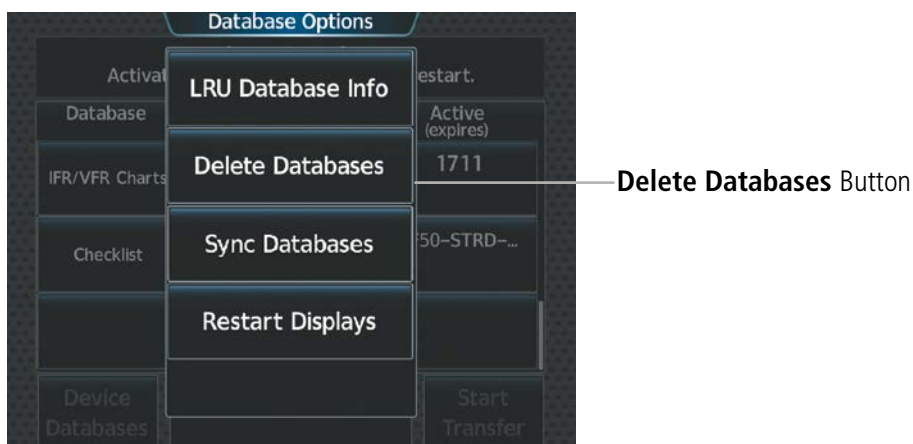 Database Options
Activat
estart.
LRU Database Info
Database
Active
(expires)
Delete Databases
1711
IFR/VFR Charts
Delete Databases Button
Sync Databases
50-STRD-...
Checklist
Restart Displays
Device
Databases
Start
Transfer